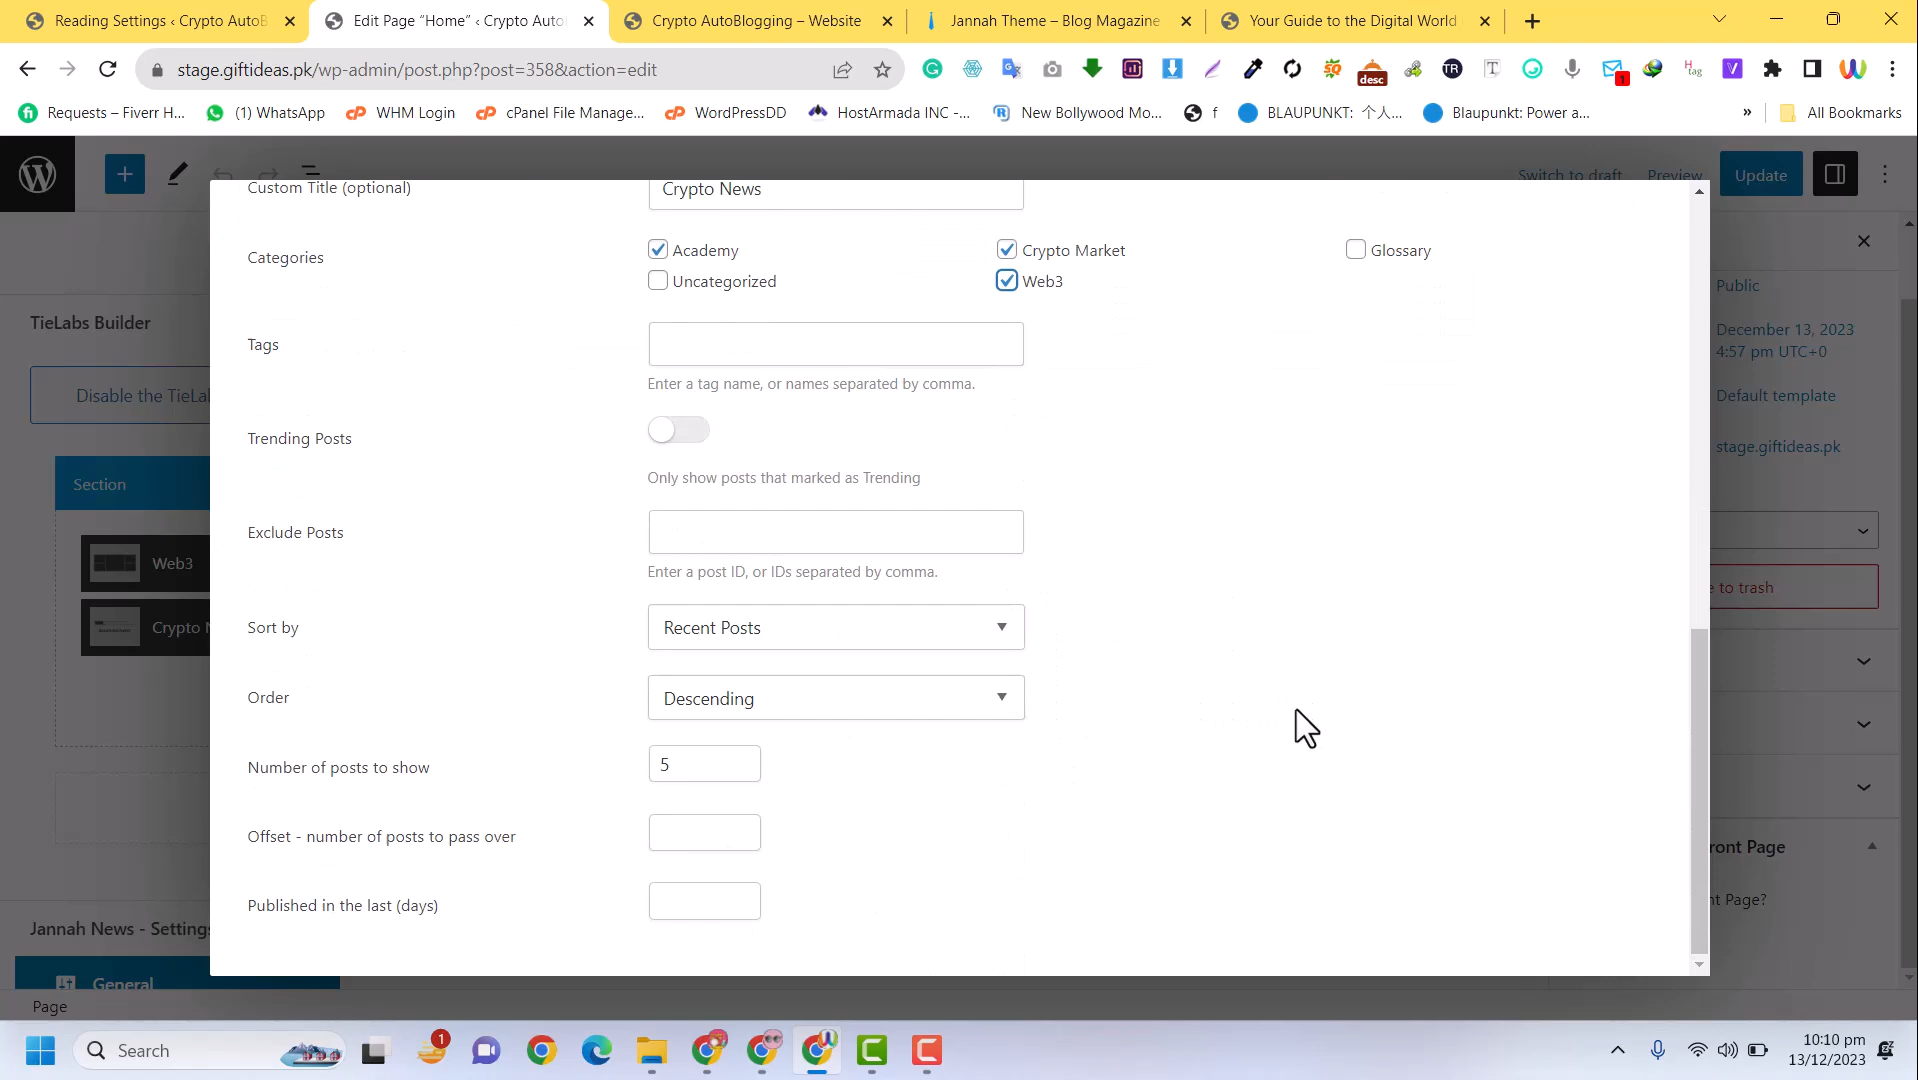 Reading Settings ‹ Crypto AutoB
Edit Page “Home” ‹ Crypto Auto
Crypto AutoBlogging – Website
Jannah Theme – Blog Magazine
Your Guide to the Digital World
stage.giftideas.pk/wp-admin/post.php?post=358&action=edit
desc
TR
T
H
tag
V
1
Requests – Fiverr H...
(1) WhatsApp
WHM Login
cPanel File Manage...
WordPressDD
HostArmada INC -...
New Bollywood Mo...
f
BLAUPUNKT: 个人...
Blaupunkt: Power a...
»
All Bookmarks
Switch to draft
Preview
Update
Custom Title (optional)
Crypto News
Categories
Academy
Crypto Market
Glossary
Uncategorized
Web3
Public
TieLabs Builder
December 13, 2023
4:57 pm UTC+0
Tags
Enter a tag name, or names separated by comma.
Disable the TieLa
Default template
Trending Posts
Only show posts that marked as Trending
stage.giftideas.pk
Section
Exclude Posts
Enter a post ID, or IDs separated by comma.
Web3
e to trash
Crypto N
Sort by
Recent Posts
Order
Descending
Number of posts to show
5
Offset - number of posts to pass over
ront Page
Published in the last (days)
nt Page?
Jannah News - Settings
General
Page
Search
1
10:10 pm
13/12/2023